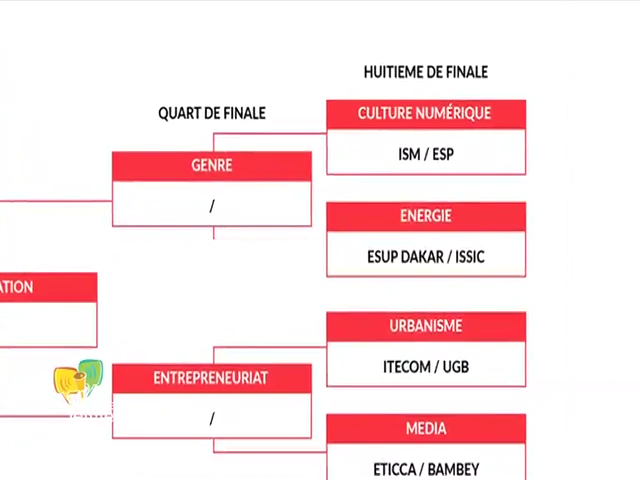 HUITIEME DE FINALE
QUART DE FINALE
CULTURE NUMÉRIQUE
ISM / ESP
GENRE
/
ENERGIE
ESUP DAKAR / ISSIC
ATION
URBANISME
ITECOM / UGB
ENTREPRENEURIAT
/
MEDIA
ETICCA / BAMBEY